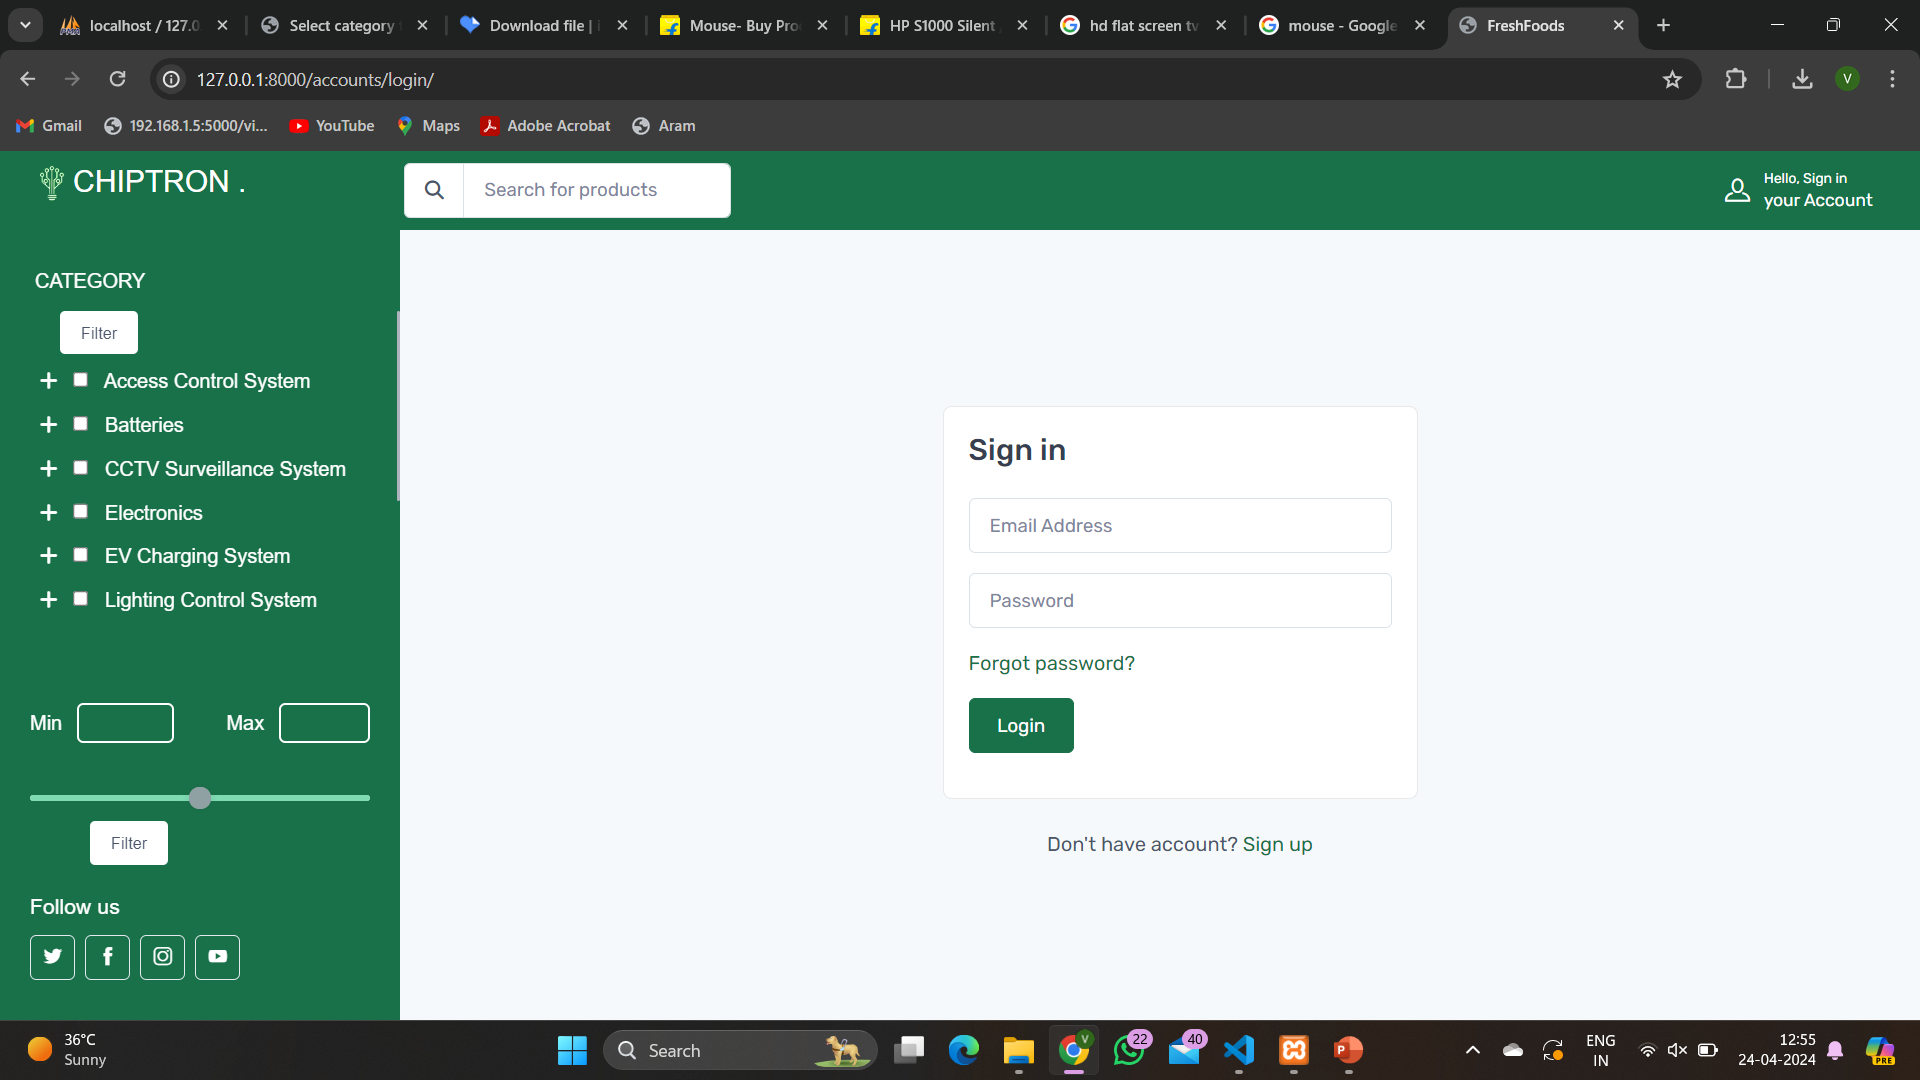 localhost / 127.0
Select category
Download file |
Mouse- Buy Pro
HP S1000 Silent
hd flat screen tv
mouse - Google
FreshFoods
127.0.0.1:8000/accounts/login/
V
Gmail
192.168.1.5:5000/vi...
YouTube
Maps
Adobe Acrobat
Aram
CHIPTRON .
Search for products
Hello, Sign in
your Account
CATEGORY
Filter
Access Control System
Batteries
CCTV Surveillance System
Electronics
EV Charging System
Lighting Control System
Min
Max
Filter
Follow us
Sign in
Email Address
Password
Forgot password?
Login
Don't have account? Sign up
36°C
Sunny
Search
V
22
40
P
ENG
IN
12:55
24-04-2024
PRE